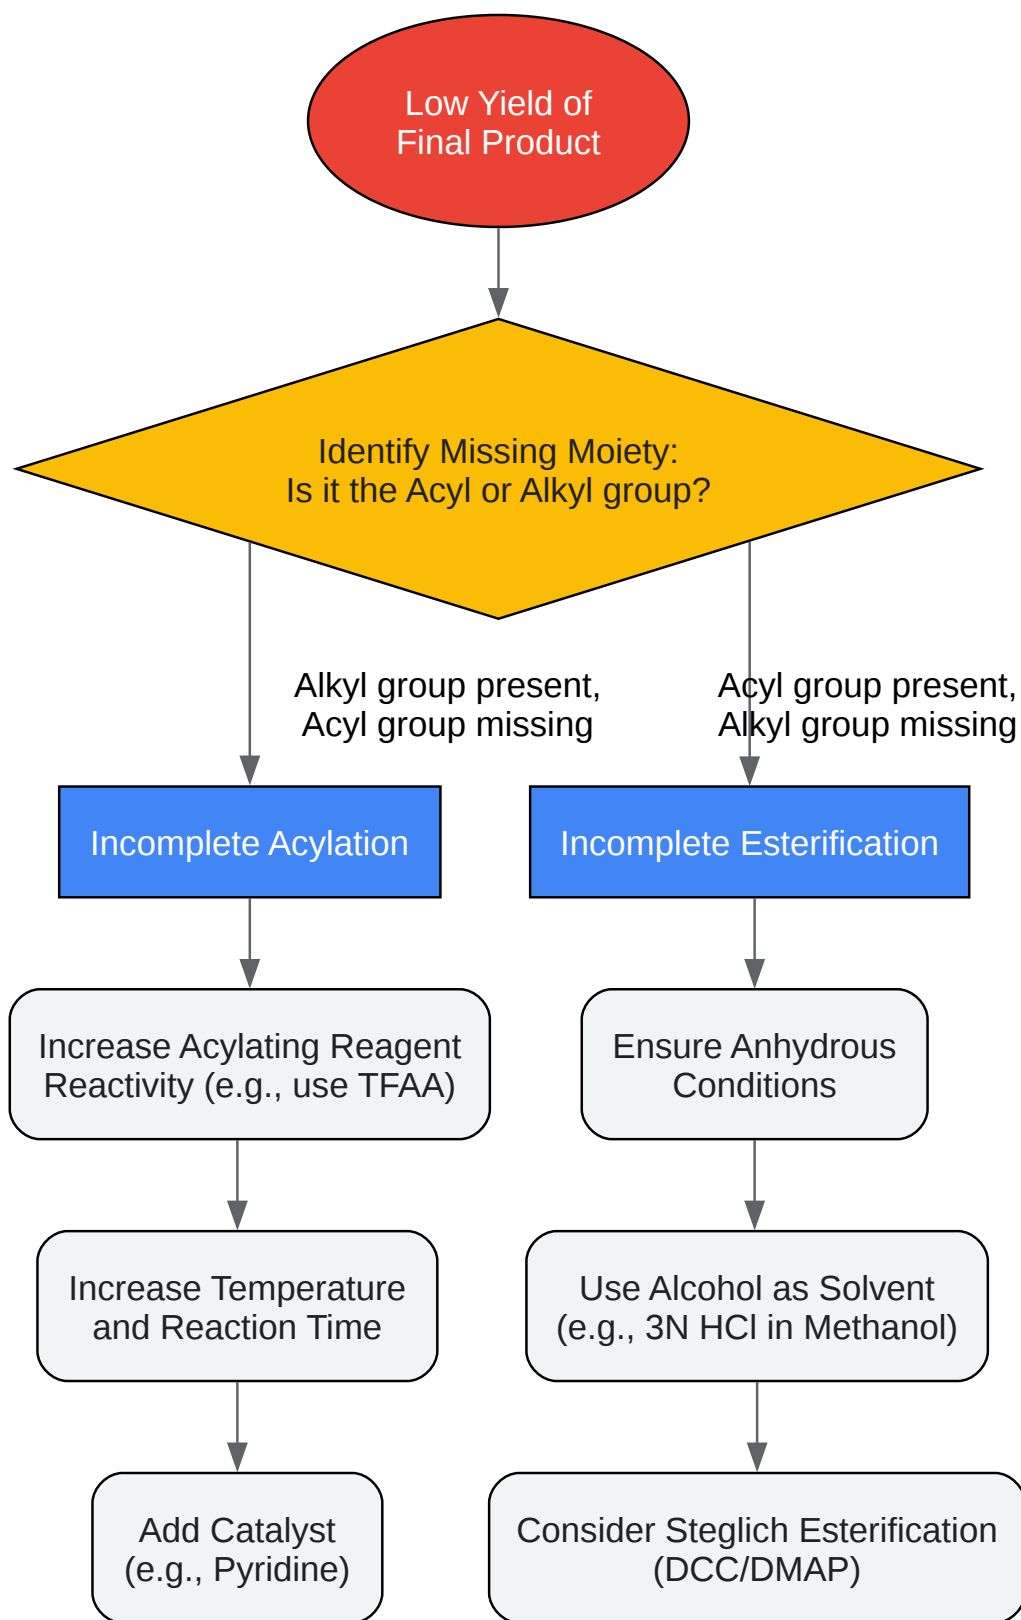 Low Yield of
Final Product
Identify Missing Moiety:
Is it the Acyl or Alkyl group?
Alkyl group present,
Acyl group missing
Acyl group present,
Alkyl group missing
Incomplete Acylation
Incomplete Esterification
Increase Acylating Reagent
Reactivity (e.g., use TFAA)
Ensure Anhydrous
Conditions
Increase Temperature
and Reaction Time
Use Alcohol as Solvent
(e.g., 3N HCl in Methanol)
Add Catalyst
(e.g., Pyridine)
Consider Steglich Esterification
(DCC/DMAP)